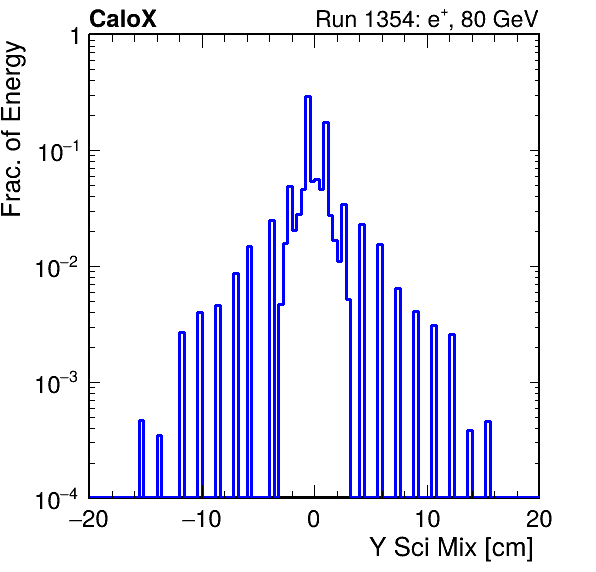 CaloX Run 1354: e⁺, 80 GeV
Frac. of Energy
1
10⁻¹
10⁻²
10⁻³
10⁻⁴
−20 −10 0 10 20
Y Sci Mix [cm]